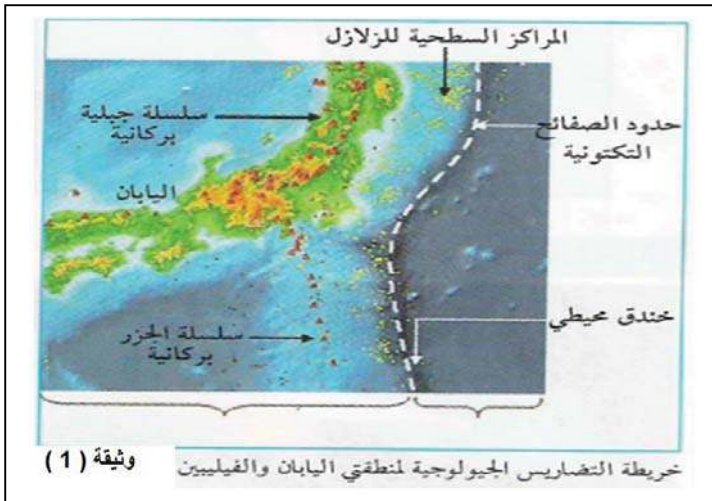 المراكز السطحية للزلازل
سلسلة جبلية
بركانية
حدود الصفائح
التكتونية
اليابان
خندق محيطي
سلسلة الجزر
بركانية
خريطة التضاريس الجيولوجية لمنطقتي اليابان والفيليبين
وثيقة ( 1 )